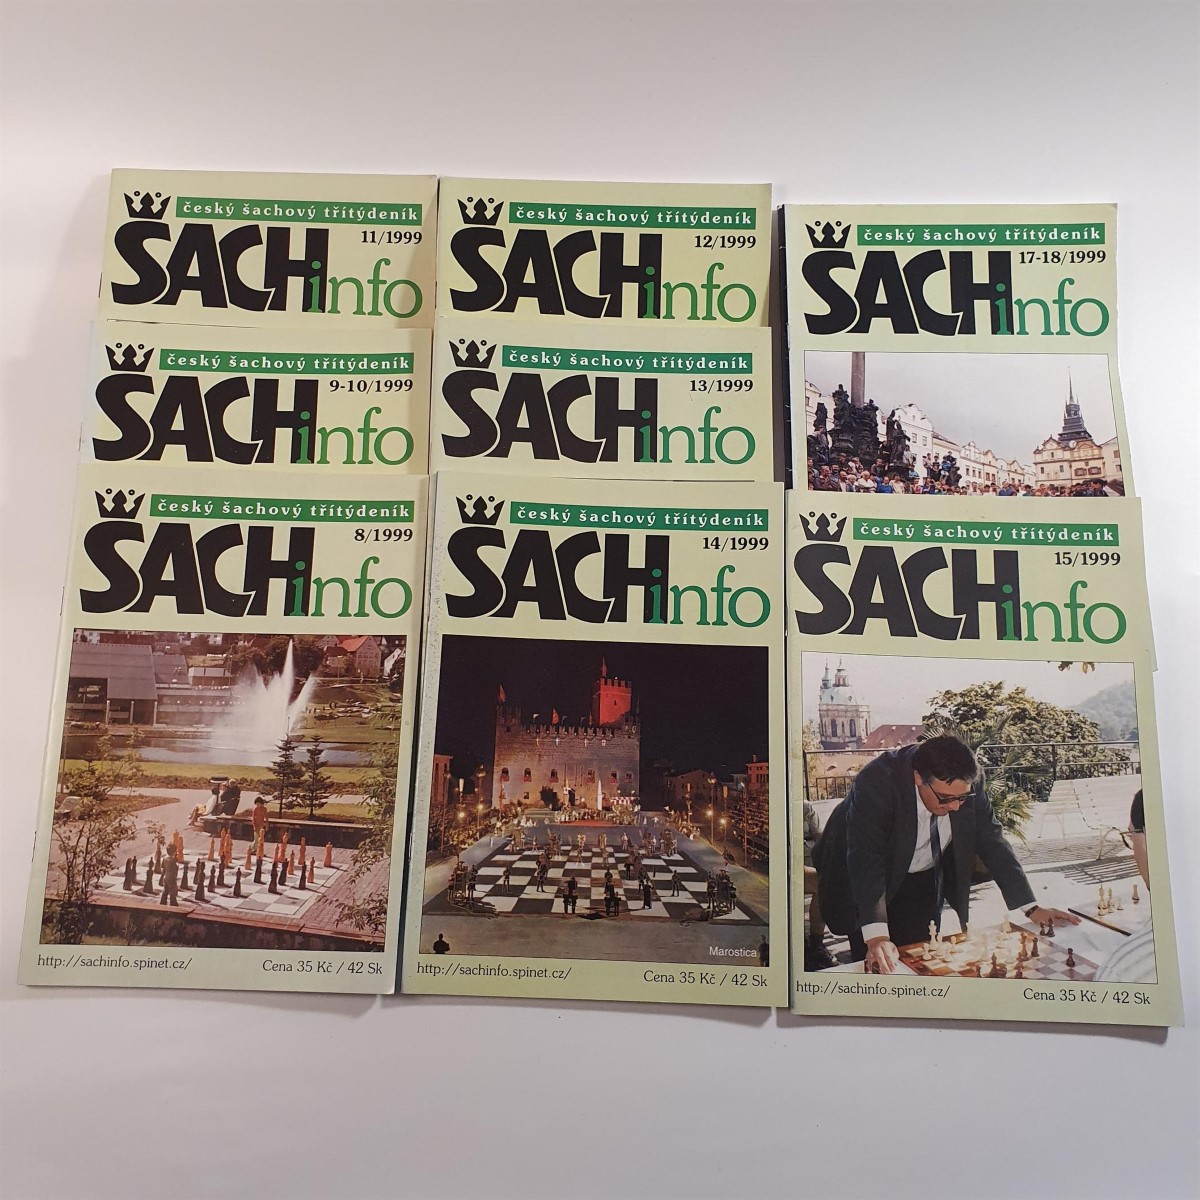 český šachový třítýdeník
11/1999
ŠACHinfo
český šachový třítýdeník
12/1999
ŠACHinfo
český šachový třítýdeník
17-18/1999
ŠACHinfo
český šachový třítýdeník
9-10/1999
ŠACHinfo
český šachový třítýdeník
13/1999
ŠACHinfo
český šachový třítýdeník
8/1999
ŠACHinfo
http://sachinfo.spinet.cz/ Cena 35 Kč / 42 Sk
český šachový třítýdeník
14/1999
ŠACHinfo
Marostica
http://sachinfo.spinet.cz/ Cena 35 Kč / 42 Sk
český šachový třítýdeník
15/1999
ŠACHinfo
http://sachinfo.spinet.cz/ Cena 35 Kč / 42 Sk